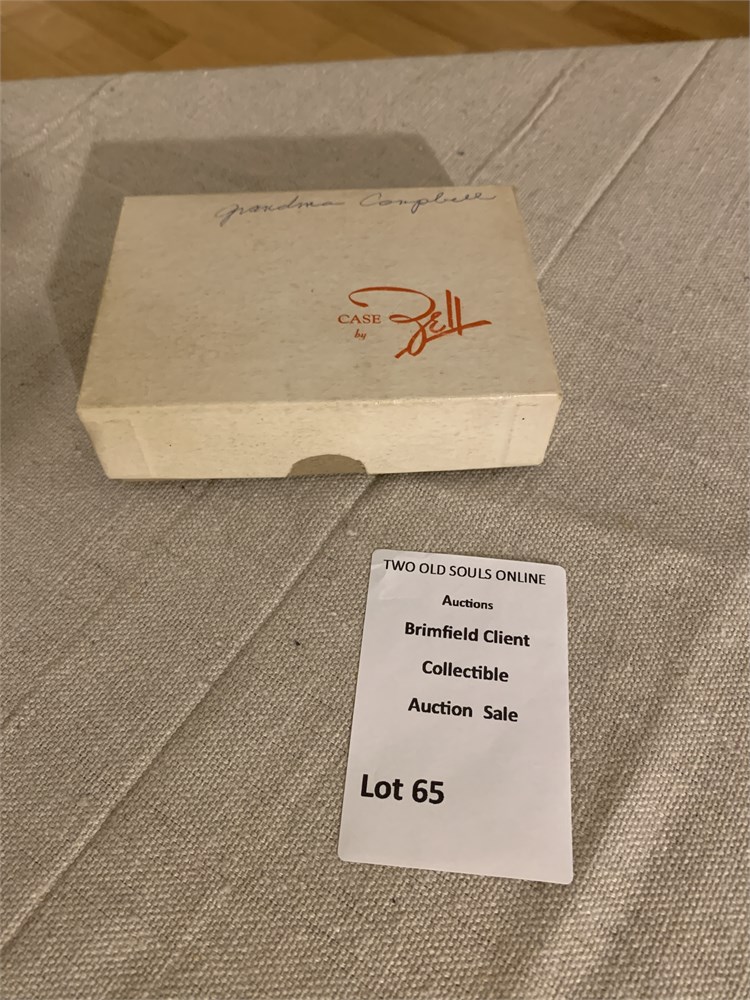 Grandma Campbell
CASE
by Zell
TWO OLD SOULS ONLINE
Auctions
Brimfield Client
Collectible
Auction Sale
Lot 65